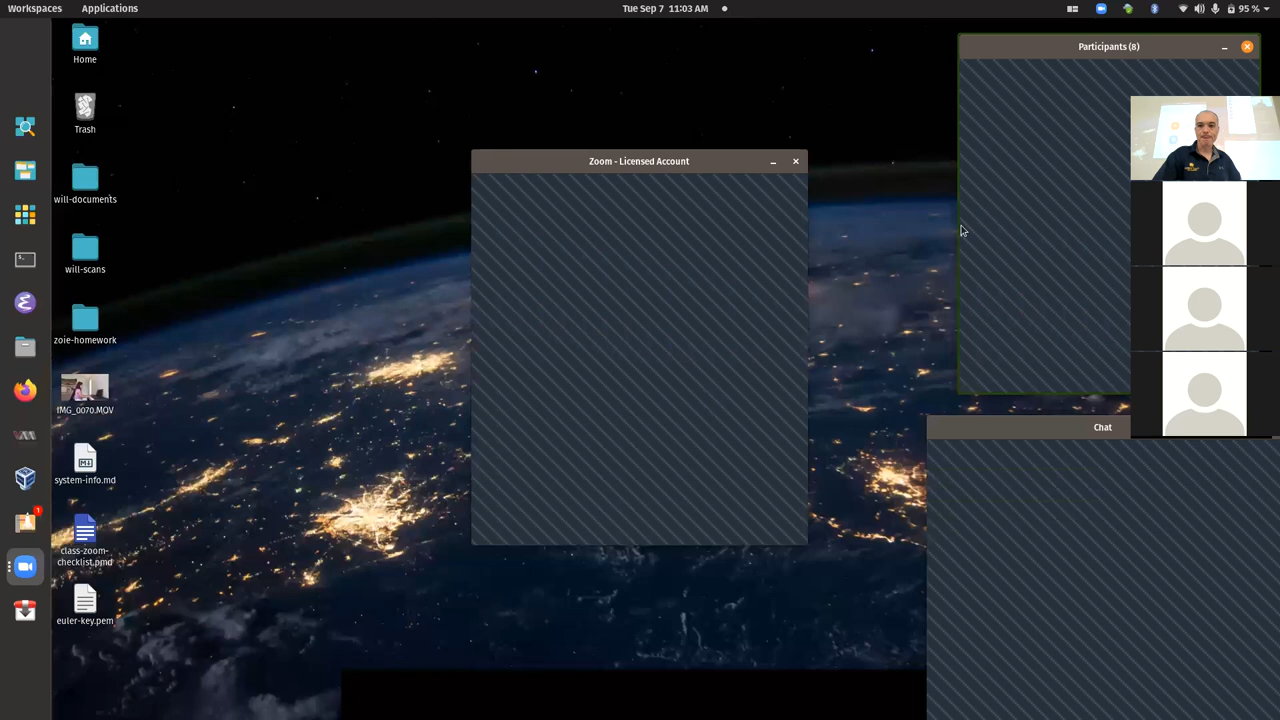 Workspaces Applications Tue Sep 7 11:03 AM 95 %
Home
Trash
will-documents
will-scans
zoie-homework
IMG_0070.MOV
system-info.md
class-zoom-
checklist.pmd
euler-key.pem
1
Zoom - Licensed Account
Participants (8)
Chat